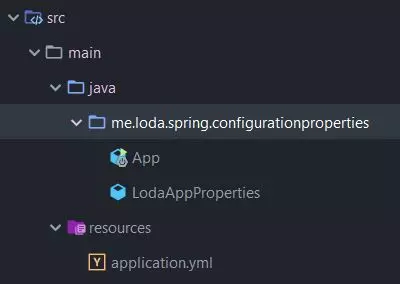 src
main
java
me.loda.spring.configurationproperties
App
LodaAppProperties
resources
application.yml